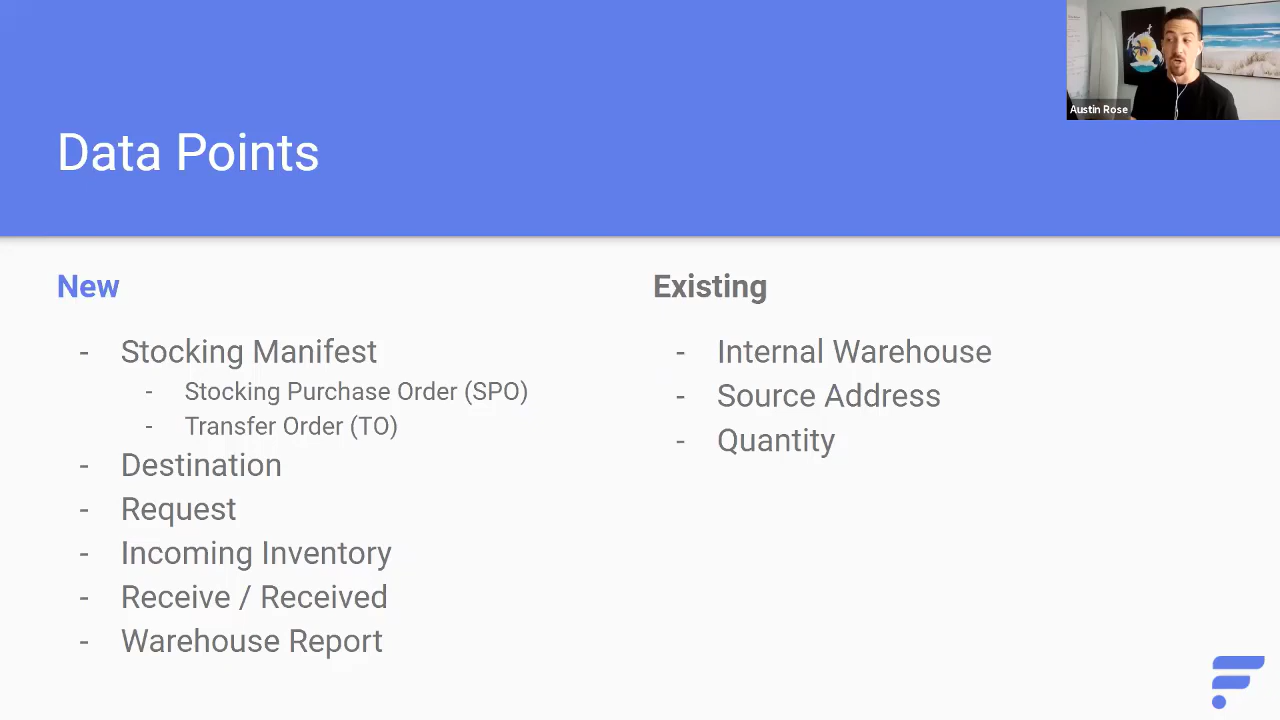 Austin Rose
Data Points
New
- Stocking Manifest
- Stocking Purchase Order (SPO)
- Transfer Order (TO)
- Destination
- Request
- Incoming Inventory
- Receive / Received
- Warehouse Report
Existing
- Internal Warehouse
- Source Address
- Quantity